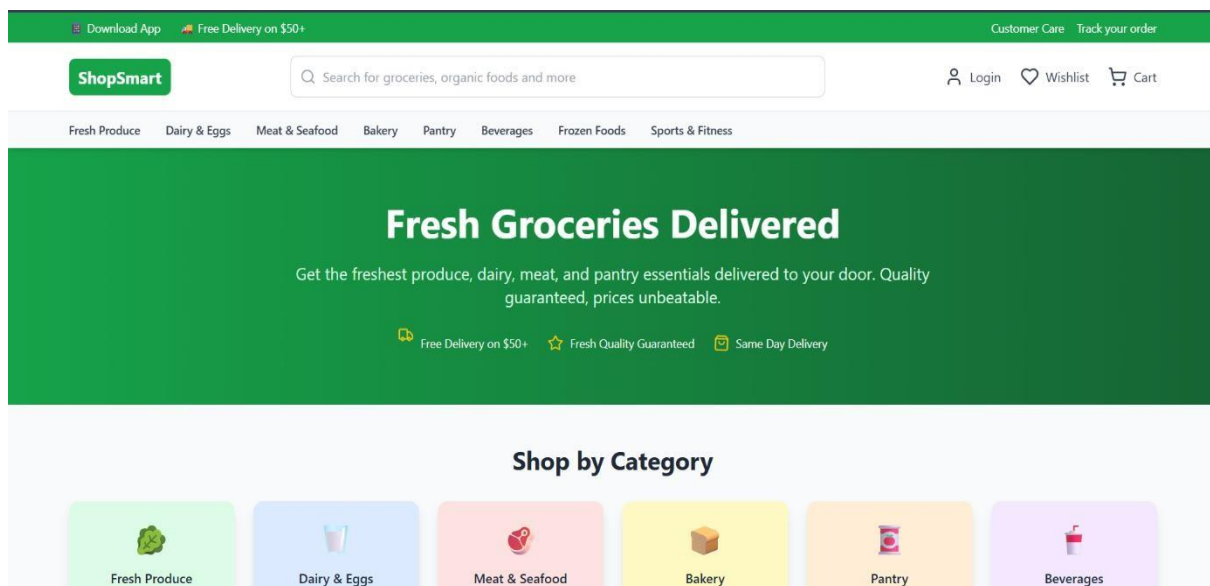 Download App Free Delivery on $50+ Customer Care Track your order
ShopSmart Search for groceries, organic foods and more Login Wishlist Cart
Fresh Produce Dairy & Eggs Meat & Seafood Bakery Pantry Beverages Frozen Foods Sports & Fitness
Fresh Groceries Delivered
Get the freshest produce, dairy, meat, and pantry essentials delivered to your door. Quality
guaranteed, prices unbeatable.
Free Delivery on $50+ Fresh Quality Guaranteed Same Day Delivery
Shop by Category
Fresh Produce Dairy & Eggs Meat & Seafood Bakery Pantry Beverages